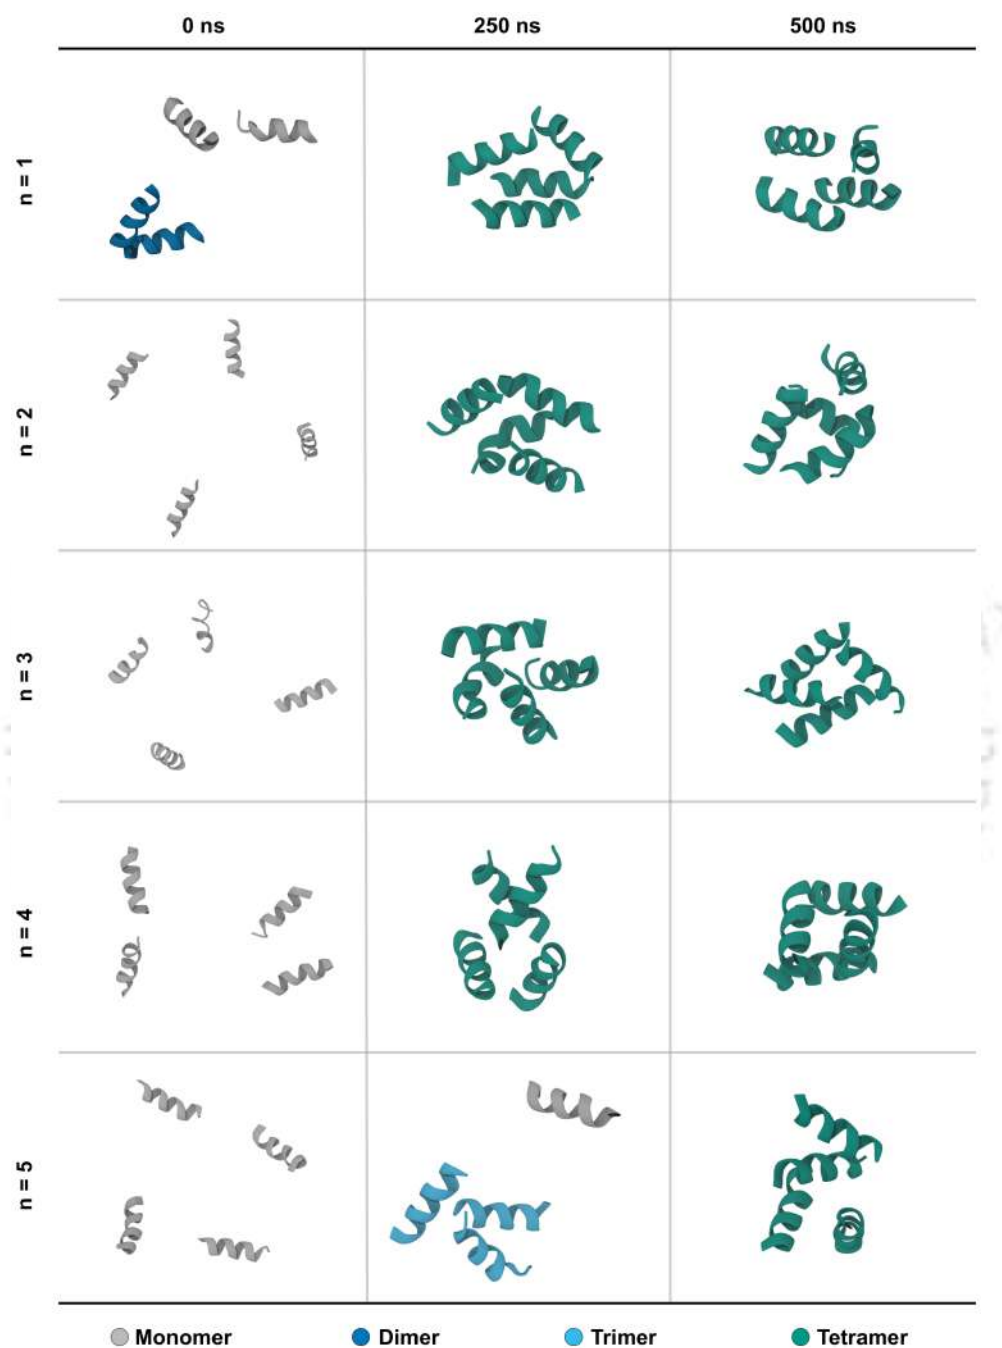 0 ns 250 ns 500 ns
n = 1
n = 2
n = 3
n = 4
n = 5
Monomer Dimer Trimer Tetramer